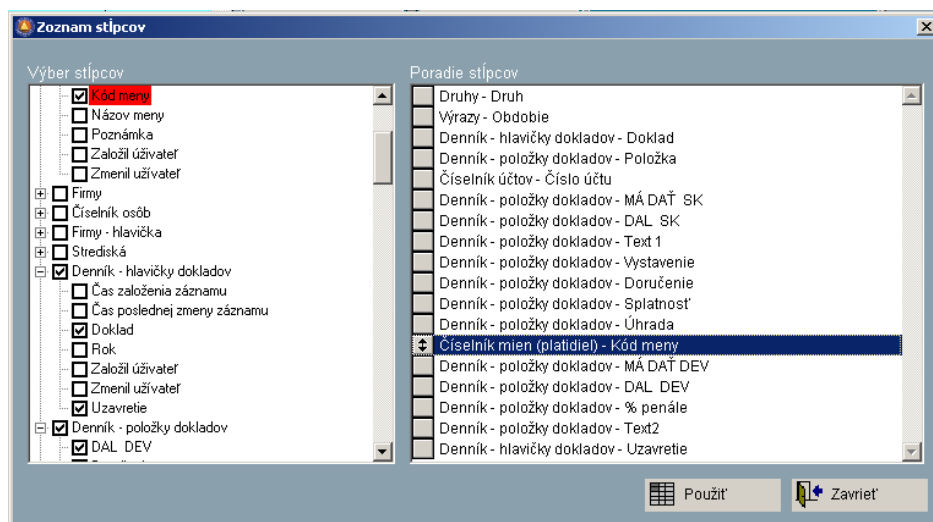 Zoznam stĺpcov
Výber stĺpcov
Kód meny
Názov meny
Poznámka
Založil úživateľ
Zmenil užívateľ
Firmy
Číselník osôb
Firmy - hlavička
Strediská
Denník - hlavičky dokladov
Čas založenia záznamu
Čas poslednej zmeny záznamu
Doklad
Rok
Založil užívateľ
Zmenil užívateľ
Uzavretie
Denník - položky dokladov
DAL DEV
Poradie stĺpcov
Druhy - Druh
Výrazy - Obdobie
Denník - hlavičky dokladov - Doklad
Denník - položky dokladov - Položka
Číselník účtov - Číslo účtu
Denník - položky dokladov - MÁ DAŤ SK
Denník - položky dokladov - DAL SK
Denník - položky dokladov - Text 1
Denník - položky dokladov - Vystavenie
Denník - položky dokladov - Doručenie
Denník - položky dokladov - Splatnosť
Denník - položky dokladov - Úhrada
Číselník mien (platidiel) - Kód meny
Denník - položky dokladov - MÁ DAŤ DEV
Denník - položky dokladov - DAL DEV
Denník - položky dokladov - % penále
Denník - položky dokladov - Text2
Denník - hlavičky dokladov - Uzavretie
Použiť
Zavrieť